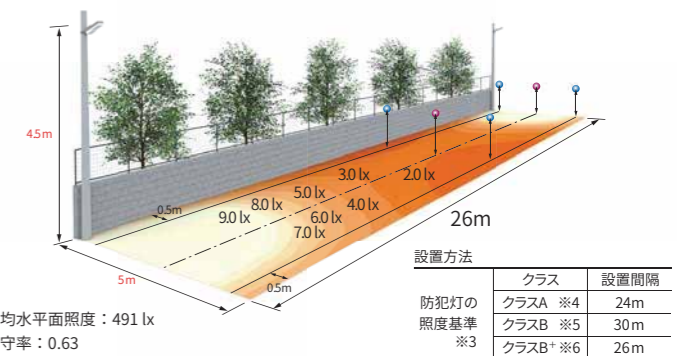 4.5m
3.0 lx
2.0 lx
5.0 lx
4.0 lx
8.0 lx
9.0 lx
6.0 lx
7.0 lx
0.5m
26m
5m
0.5m
設置方法
クラス 設置間隔
防犯灯の
照度基準
※3
クラスA ※4 24m
クラスB ※5 30m
クラスB⁺ ※6 26m
均水平面照度：491 lx
守率：0.63